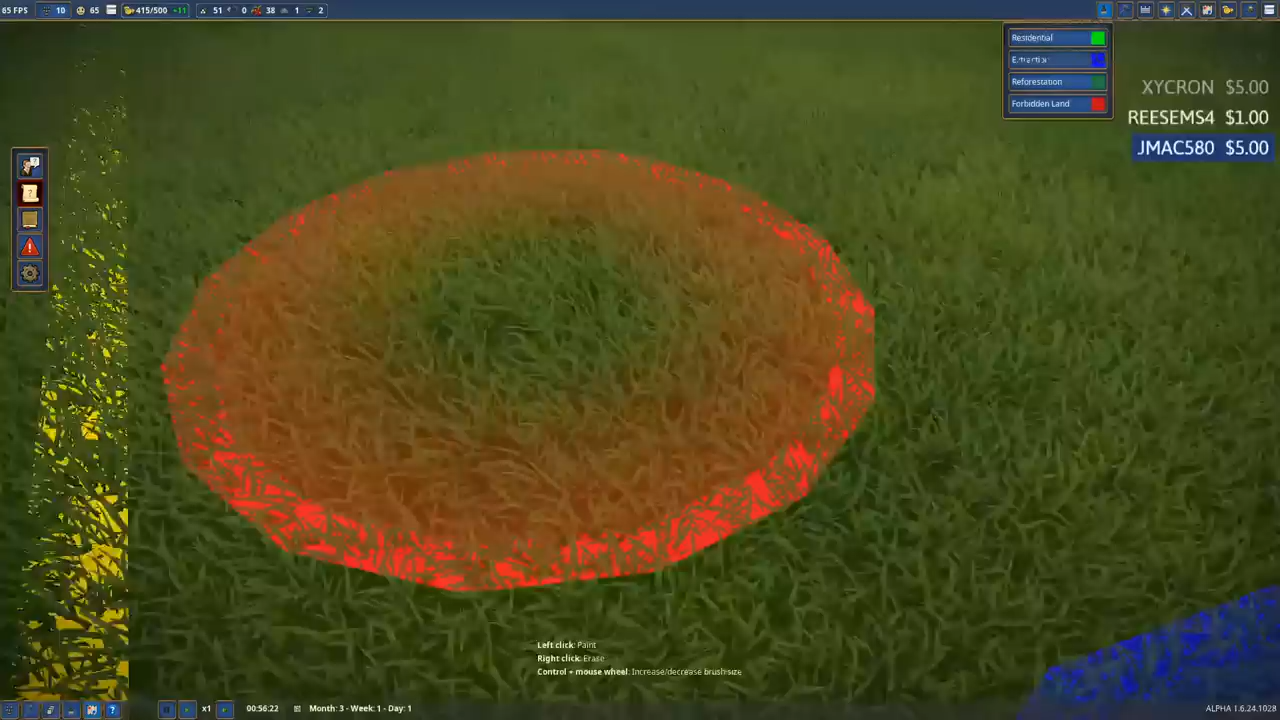 65 FPS 10 65 415/500 +11 51 0 38 1 2
Residential
Extraction
Reforestation
Forbidden Land
XYCRON $5.00
REESEMS4 $1.00
JMAC580 $5.00
Left click: Paint
Right click: Erase
Control + mouse wheel: Increase/decrease brush size
x1 00:56:22 Month: 3 - Week: 1 - Day: 1
ALPHA 1.6.24.1028